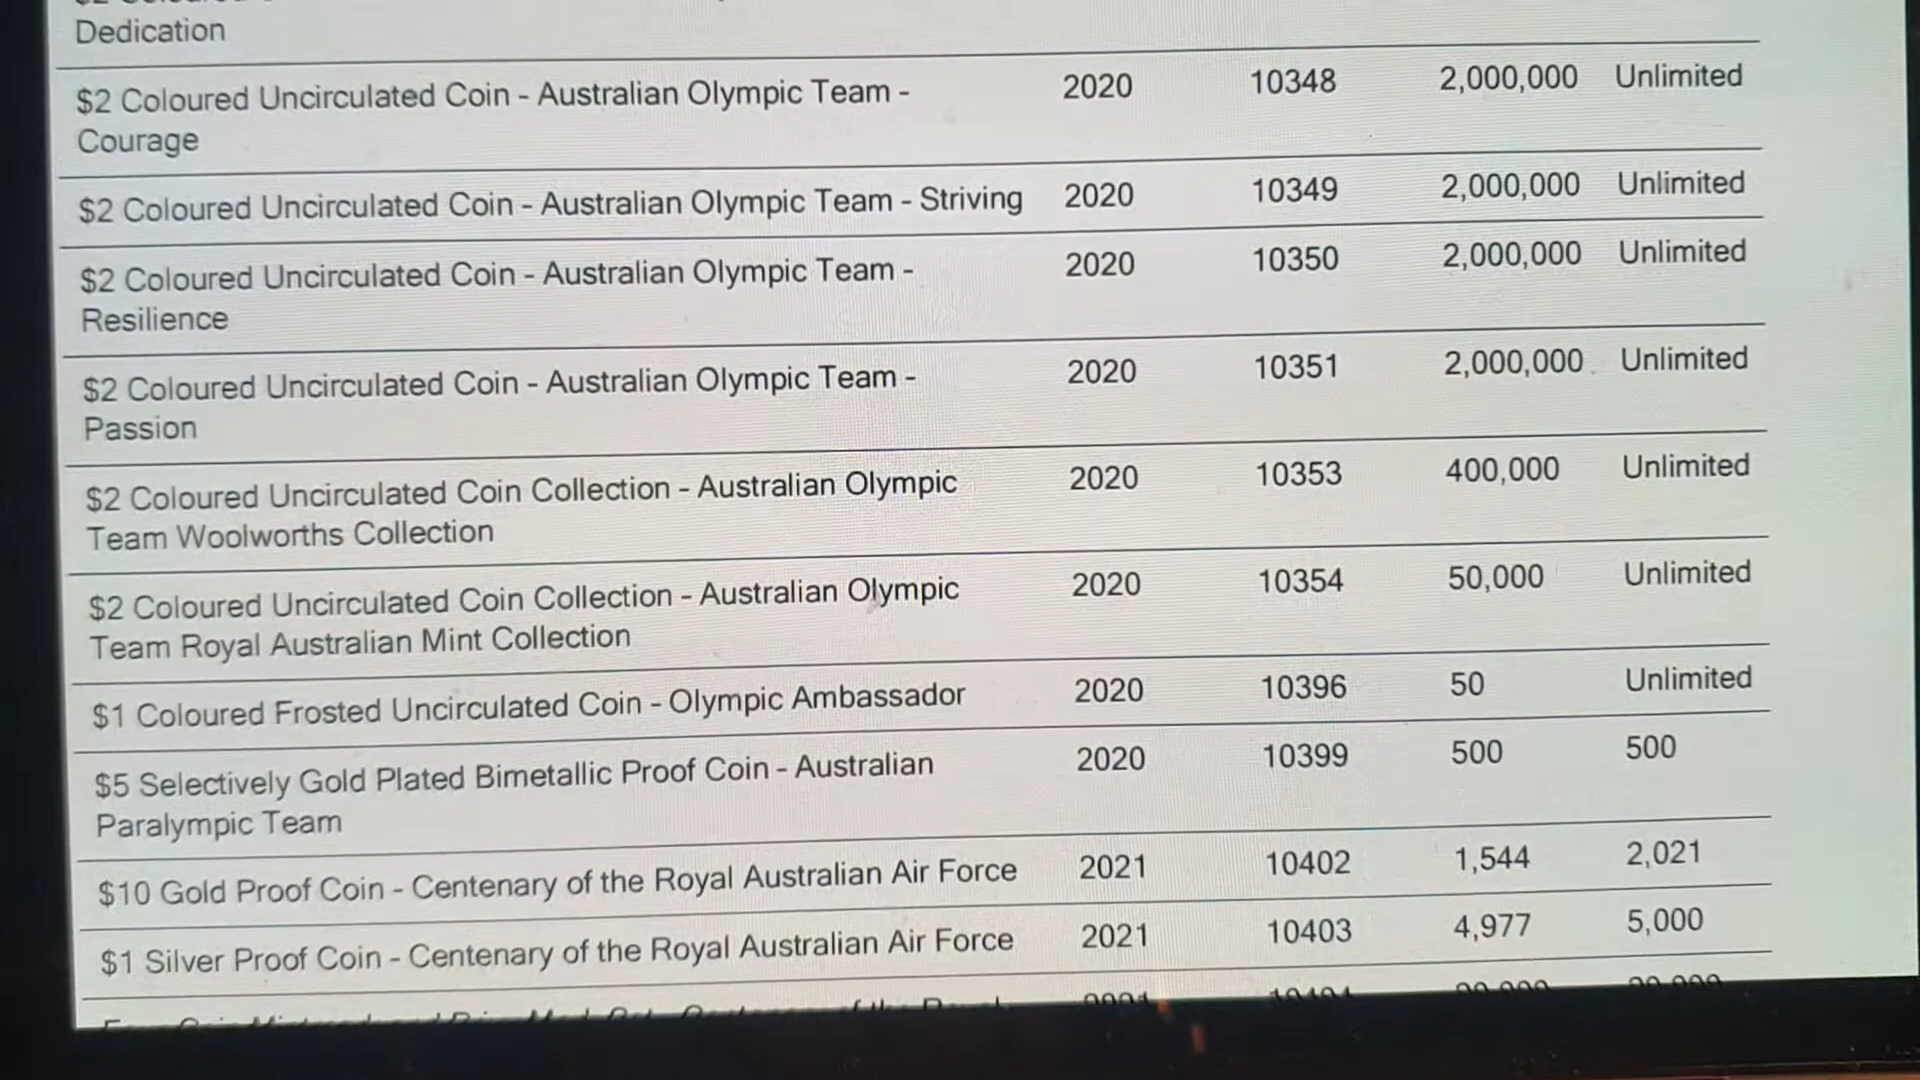 Dedication
$2 Coloured Uncirculated Coin - Australian Olympic Team - 2020 10348 2,000,000 Unlimited
Courage
$2 Coloured Uncirculated Coin - Australian Olympic Team - Striving 2020 10349 2,000,000 Unlimited
$2 Coloured Uncirculated Coin - Australian Olympic Team - 2020 10350 2,000,000 Unlimited
Resilience
$2 Coloured Uncirculated Coin - Australian Olympic Team - 2020 10351 2,000,000 Unlimited
Passion
$2 Coloured Uncirculated Coin Collection - Australian Olympic 2020 10353 400,000 Unlimited
Team Woolworths Collection
$2 Coloured Uncirculated Coin Collection - Australian Olympic 2020 10354 50,000 Unlimited
Team Royal Australian Mint Collection
$1 Coloured Frosted Uncirculated Coin - Olympic Ambassador 2020 10396 50 Unlimited
$5 Selectively Gold Plated Bimetallic Proof Coin - Australian 2020 10399 500 500
Paralympic Team
$10 Gold Proof Coin - Centenary of the Royal Australian Air Force 2021 10402 1,544 2,021
$1 Silver Proof Coin - Centenary of the Royal Australian Air Force 2021 10403 4,977 5,000